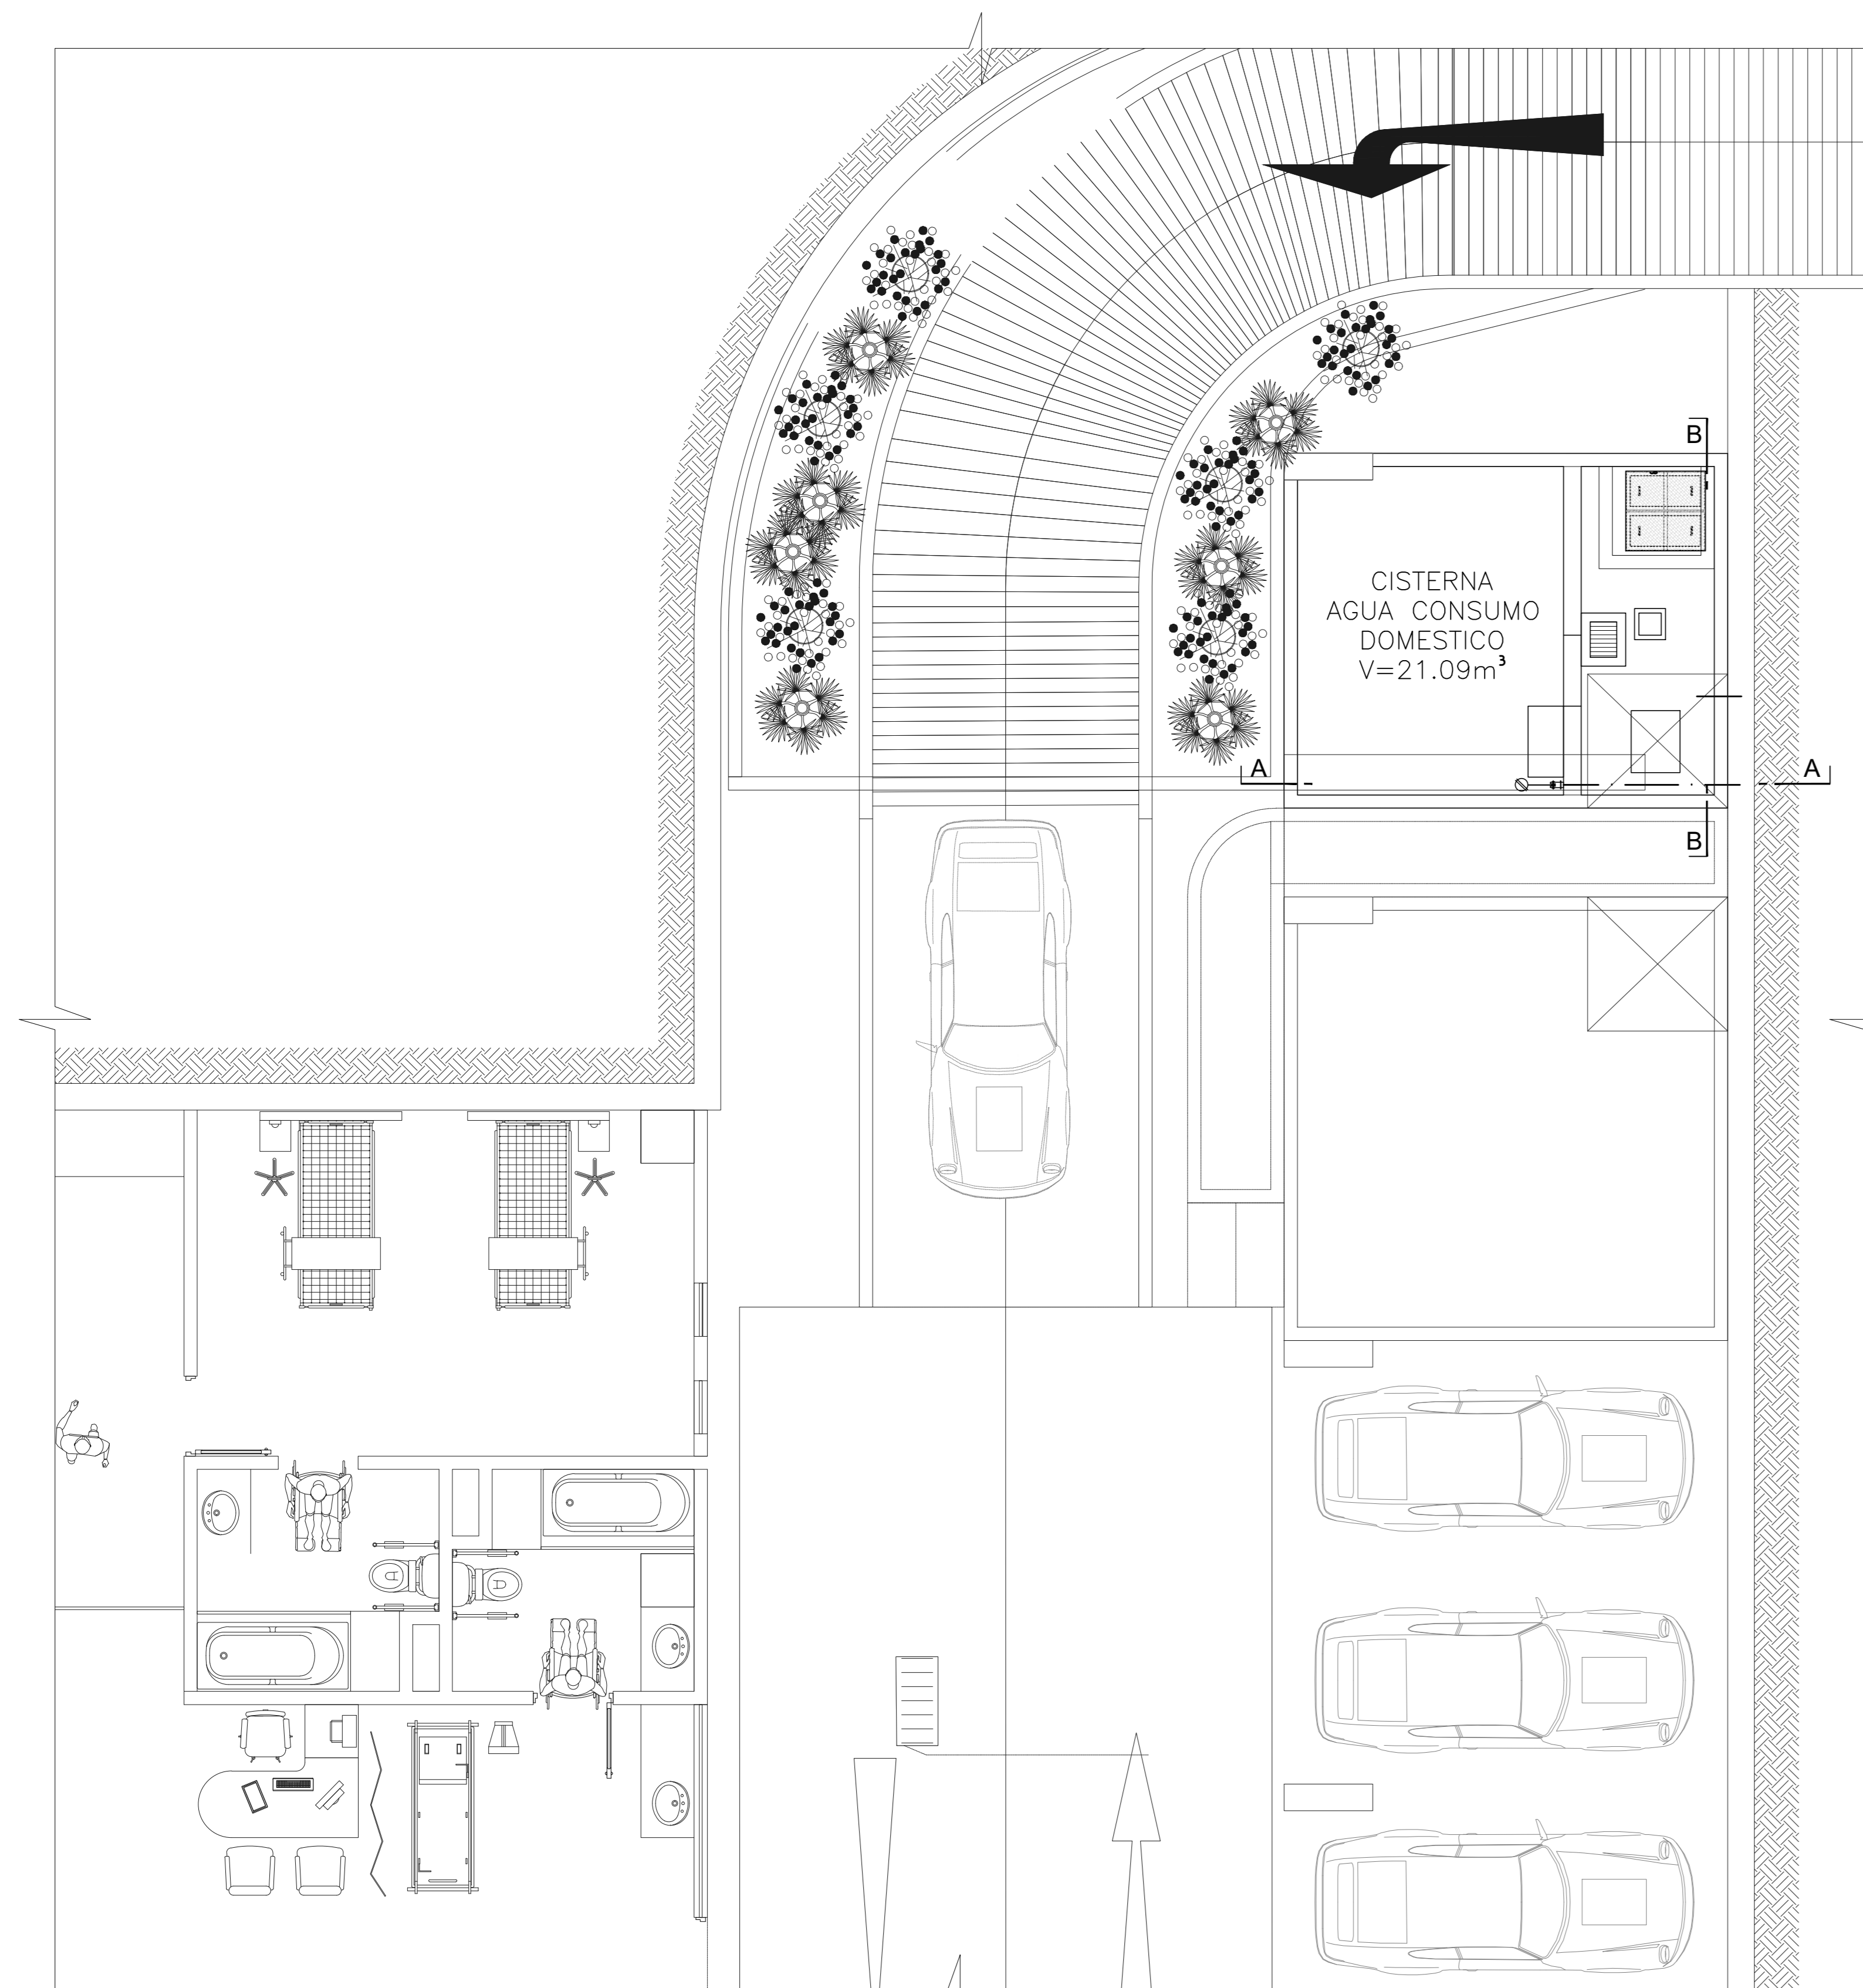 B
CISTERNA
AGUA CONSUMO
DOMESTICO
V=21.09m³
A
A
B